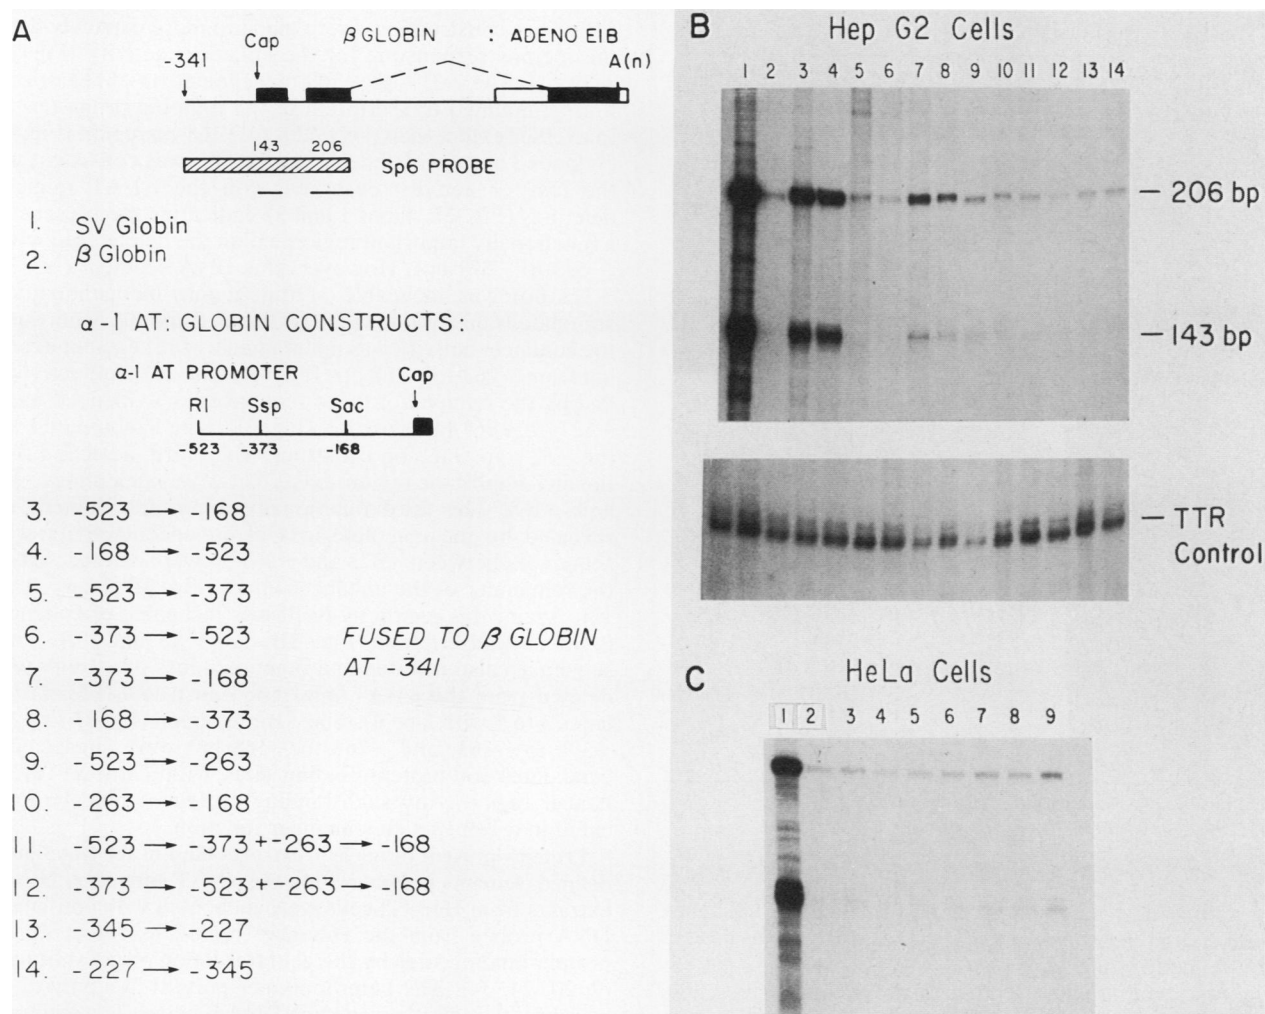 A
Cap
β GLOBIN : ADENO EIB
-341
A(n)
143 206
Sp6 PROBE
1. SV Globin
2. β Globin
α-1 AT: GLOBIN CONSTRUCTS:
α-1 AT PROMOTER
Cap
RI Ssp Sac
-523 -373 -168
3. -523 → -168
4. -168 → -523
5. -523 → -373
6. -373 → -523
FUSED TO β GLOBIN
AT -341
7. -373 → -168
8. -168 → -373
9. -523 → -263
10. -263 → -168
11. -523 → -373 + -263 → -168
12. -373 → -523 + -263 → -168
13. -345 → -227
14. -227 → -345
B
Hep G2 Cells
1 2 3 4 5 6 7 8 9 10 11 12 13 14
— 206 bp
— 143 bp
— TTR
Control
C
HeLa Cells
1 2 3 4 5 6 7 8 9